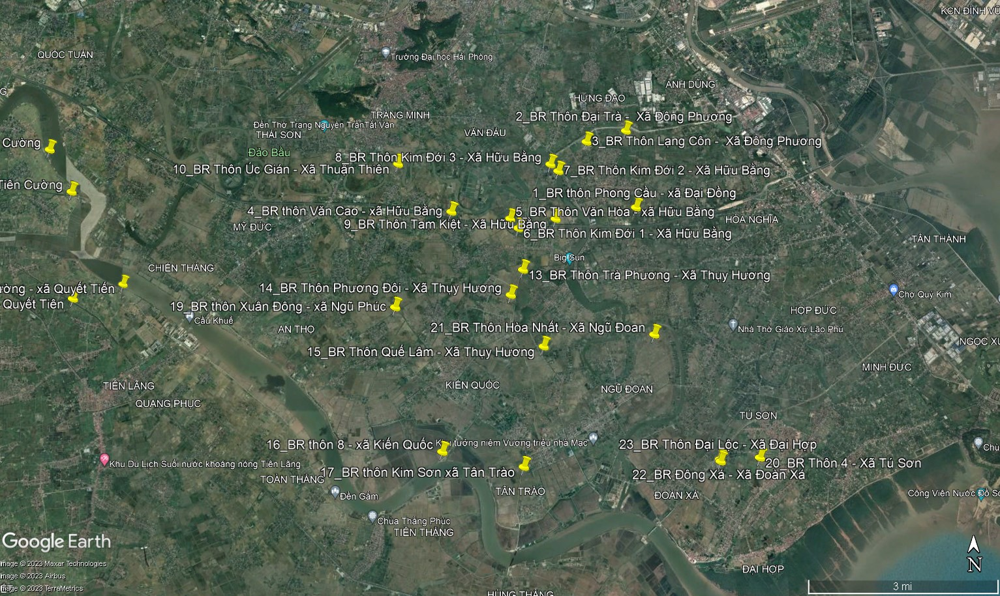 KCN ĐÌNH VŨ
QUỐC TUẤN
Trường Đại học Hải Phòng
ANH DŨNG
G
HƯNG ĐẠO
TRÀNG MINH
2_BR Thôn Đại Trà -  Xã Đông Phương
Đền Thờ Trạng Nguyên TrầnTất Văn
VĂN ĐẨU
THÁI SƠN
Cường
3_BR Thôn Lạng Côn -  Xã Đông Phương
Đảo Bầu
8_BR Thôn Kim Đới 3 - Xã Hữu Bằng
10_BR Thôn Úc Gián - Xã Thuận Thiên
7_BR Thôn Kim Đới 2 - Xã Hữu Bằng
Tiên Cường
1_BR thôn Phong Cầu - xã Đại Đồng
4_BR thôn Văn Cao - xã Hữu Bằng
5_BR Thôn Văn Hòa - xã Hữu Bằng
HÒA NGHĨA
9_BR Thôn Tam Kiệt - Xã Hữu Bằng
MỸ ĐỨC
6_BR Thôn Kim Đới 1 - Xã Hữu Bằng
TÂN THÀNH
Big Sun
CHIẾN THẮNG
13_BR Thôn Trà Phương - Xã Thụy Hương
ường - xã Quyết Tiến
14_BR Thôn Phương Đôi - Xã Thụy Hương
Chợ Quý Kim
Quyết Tiến
19_BR thôn Xuân Đông - xã Ngũ Phúc
HỢP ĐỨC
Cầu Khuể
AN THỌ
21_BR Thôn Hòa Nhất - Xã Ngũ Đoan
Nhà Thờ Giáo Xứ Lão Phú
NGỌC XU
15_BR Thôn Quế Lâm - Xã Thụy Hương
MINH ĐỨC
TIÊN LÃNG
KIẾN QUỐC
NGŨ ĐOAN
QUANG PHỤC
TÚ SƠN
16_BR thôn 8 - xã Kiến Quốc
Khu tưởng niệm Vương triều nhà Mạc
23_BR Thôn Đại Lộc - Xã Đại Hợp
Chù
Khu Du Lịch Suối nước khoáng nóng Tiên Lãng
20_BR Thôn 4 - Xã Tú Sơn
17_BR thôn Kim Sơn xã Tân Trào
22_BR Đông Xá - Xã Đoàn Xá
TOÀN THẮNG
TÂN TRÀO
Đền Gắm
ĐOÀN XÁ
Công Viên Nước Đồ Sơ
Chùa Thắng Phúc
TIÊN THẮNG
Google Earth
Image © 2023 Maxar Technologies
Image © 2023 Airbus
Image © 2023 TerraMetrics
ĐẠI HỢP
N
3 mi
HÙNG THẮNG